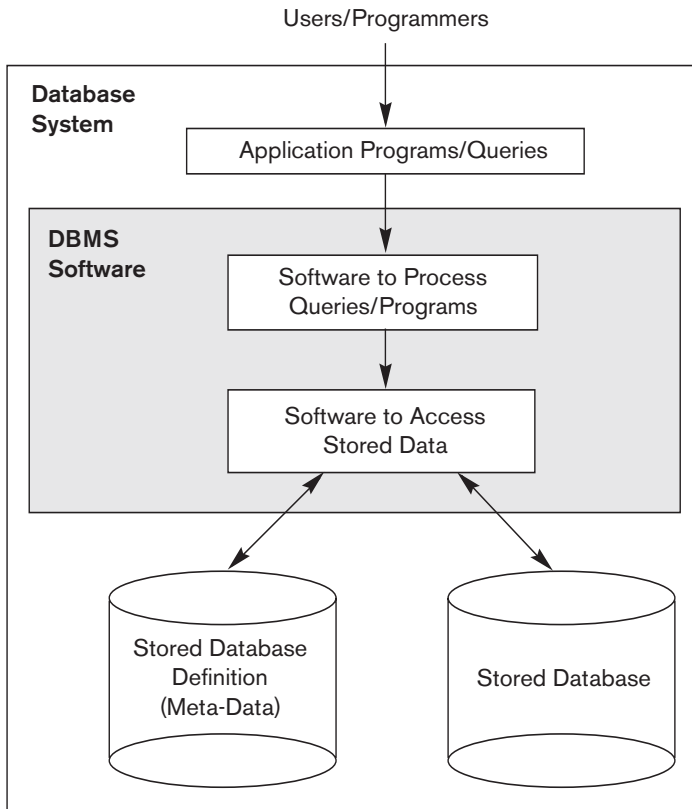 Users/Programmers
Database
System
Application Programs/Queries
DBMS
Software
Software to Process
Queries/Programs
Software to Access
Stored Data
Stored Database
Definition
(Meta-Data)
Stored Database